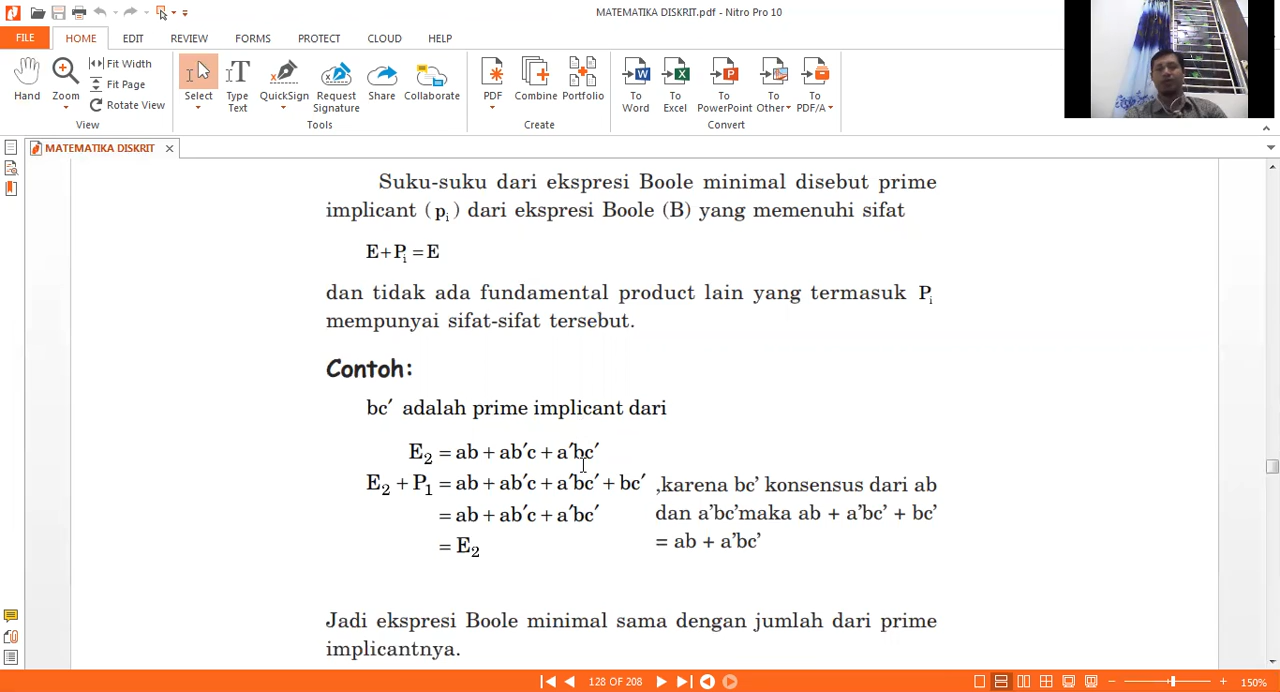 MATEMATIKA DISKRIT.pdf - Nitro Pro 10
FILE HOME EDIT REVIEW FORMS PROTECT CLOUD HELP
Hand
Zoom
Fit Width
Fit Page
Rotate View
View
Select
Type Text
QuickSign
Request Signature
Share
Collaborate
Tools
PDF
Combine
Portfolio
Create
To Word
To Excel
To PowerPoint
To Other
To PDF/A
Convert
MATEMATIKA DISKRIT
Suku-suku dari ekspresi Boole minimal disebut prime
implicant (pᵢ) dari ekspresi Boole (B) yang memenuhi sifat
E+Pᵢ = E
dan tidak ada fundamental product lain yang termasuk Pᵢ
mempunyai sifat-sifat tersebut.
Contoh:
bc′ adalah prime implicant dari
E₂ = ab + ab′c + a′bc′
E₂ + P₁ = ab + ab′c + a′bc′ + bc′ ,karena bc’ konsensus dari ab
= ab + ab′c + a′bc′ dan a’bc’maka ab + a’bc’ + bc’
= E₂ = ab + a’bc’
Jadi ekspresi Boole minimal sama dengan jumlah dari prime
implicantnya.
128 OF 208
150%